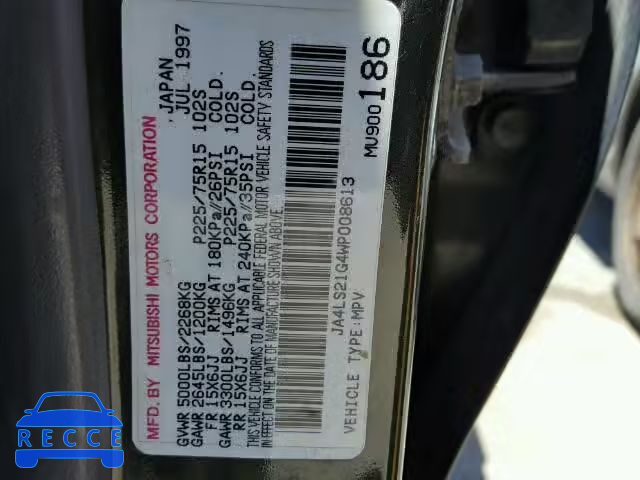 MFD. BY MITSUBISHI MOTORS CORPORATION , JAPAN
JUL 1997
GVWR 5000LBS/2268KG
GAWR 2645LBS/1200KG P225/75R15 102S
FR 15X6JJ RIMS AT 180KPa/26PSI COLD.
GAWR 3300LBS/1496KG P225/75R15 102S
RR 15X6JJ RIMS AT 240KPa/35PSI COLD.
THIS VEHICLE CONFORMS TO ALL APPLICABLE FEDERAL MOTOR VEHICLE SAFETY STANDARDS
IN EFFECT ON THE DATE OF MANUFACTURE SHOWN ABOVE.
JA4LS21G4WP008613
VEHICLE TYPE:MPV
MU900186
RECCE